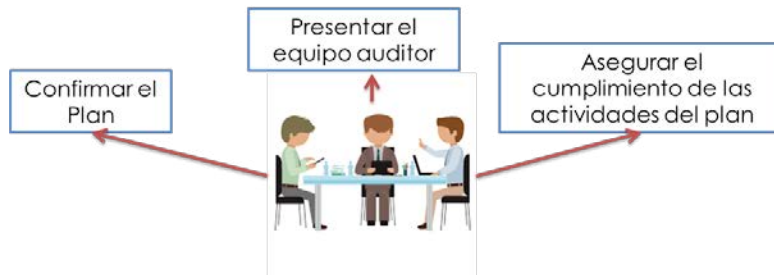 Confirmar el
Plan
Presentar el
equipo auditor
Asegurar el
cumplimiento de las
actividades del plan